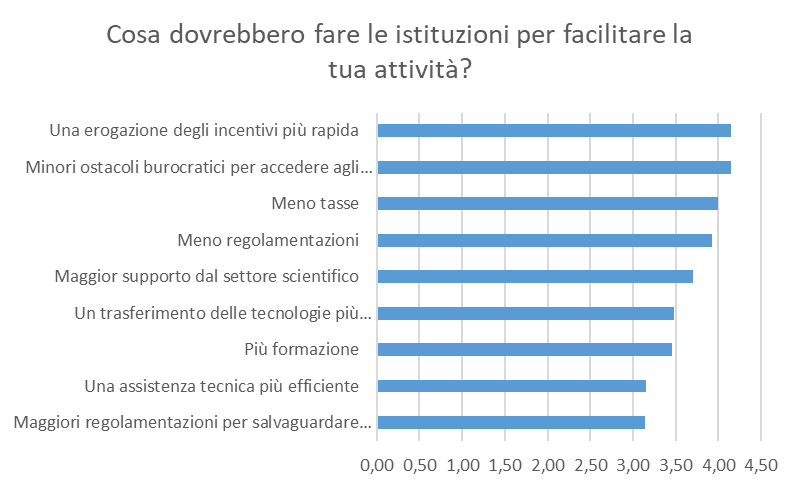 Cosa dovrebbero fare le istituzioni per facilitare la
tua attività?
Una erogazione degli incentivi più rapida
Minori ostacoli burocratici per accedere agli...
Meno tasse
Meno regolamentazioni
Maggior supporto dal settore scientifico
Un trasferimento delle tecnologie più...
Più formazione
Una assistenza tecnica più efficiente
Maggiori regolamentazioni per salvaguardare...
0,00 0,50 1,00 1,50 2,00 2,50 3,00 3,50 4,00 4,50